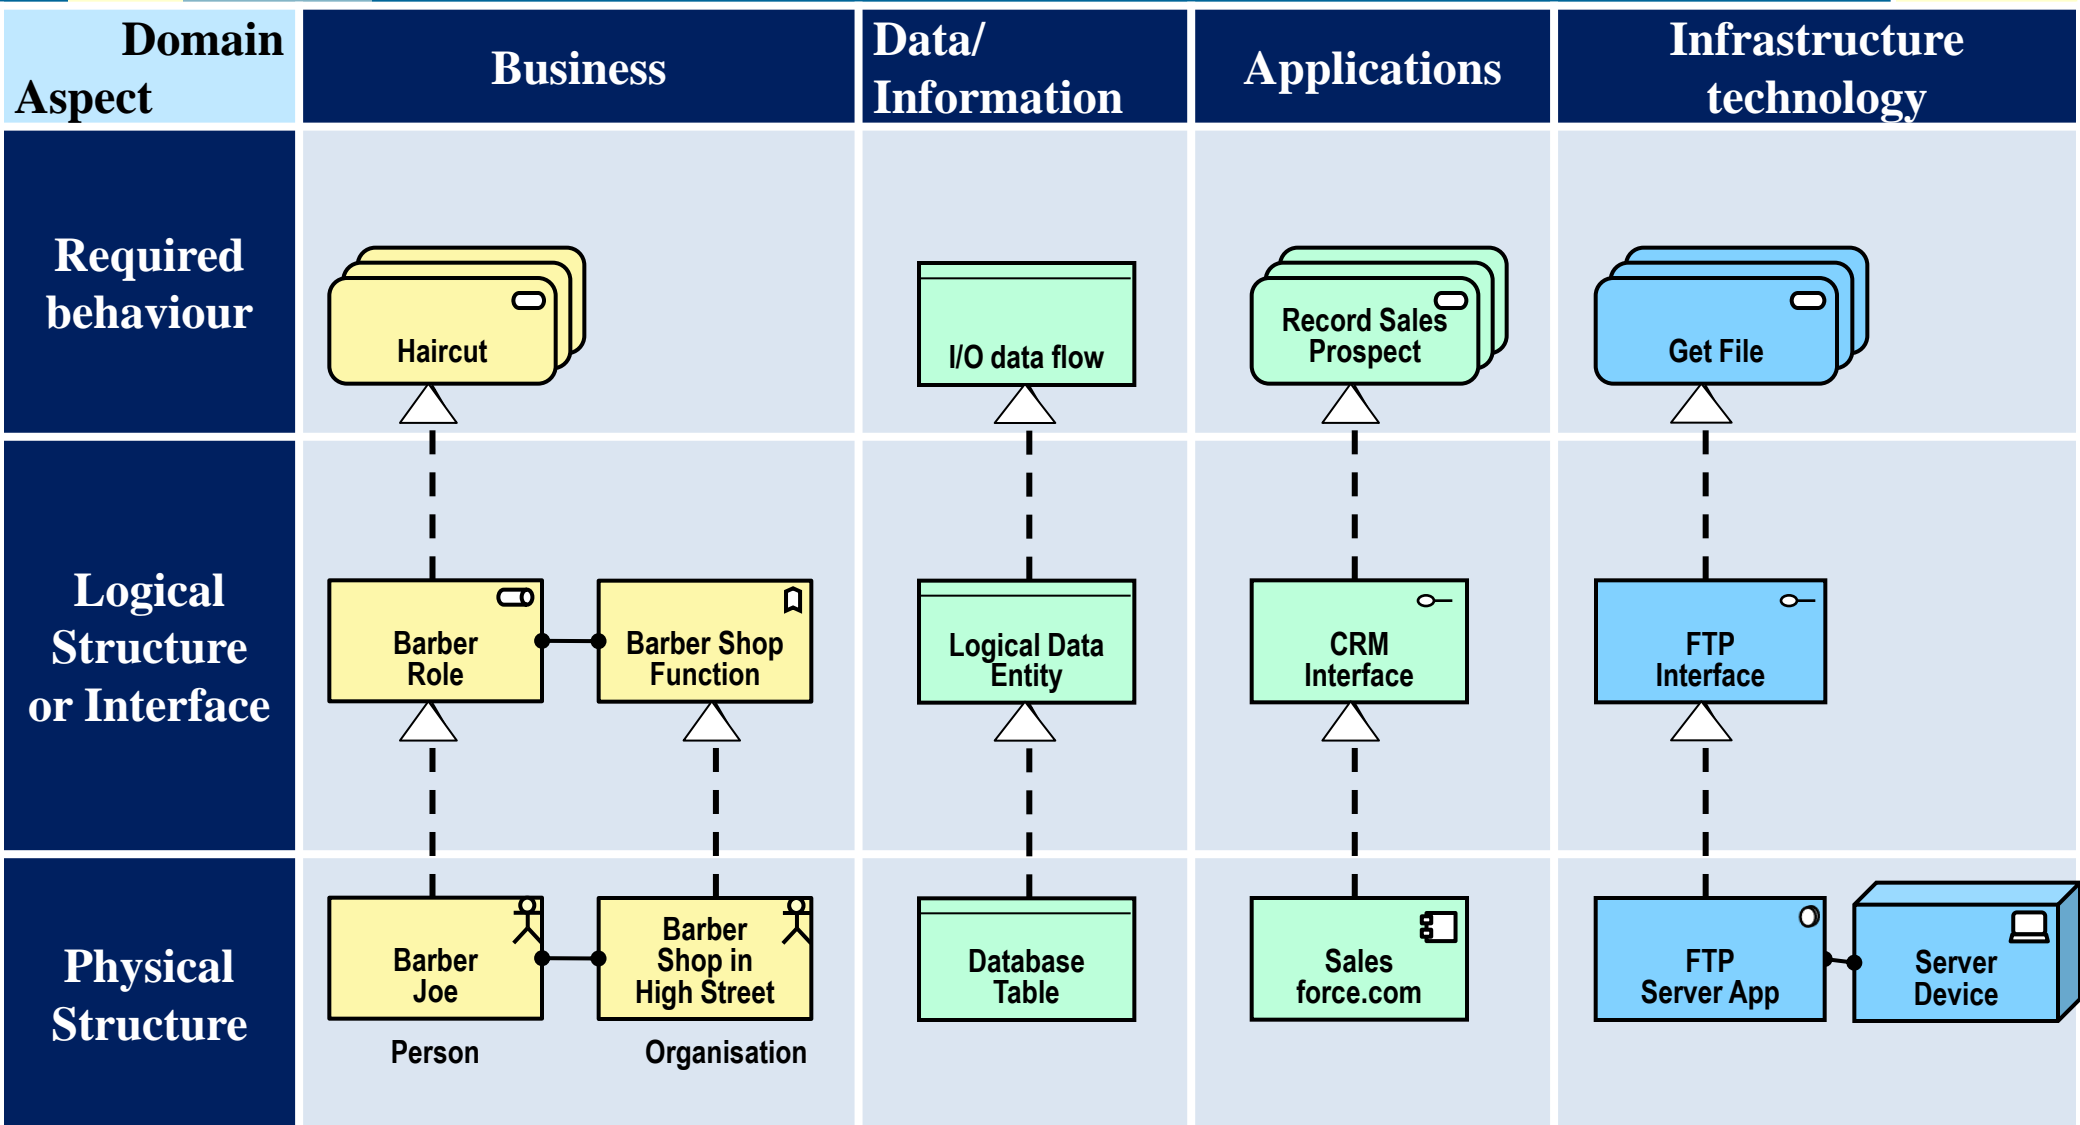 Domain
Aspect
Business
Data/
Information
Applications
Infrastructure
technology
Required
behaviour
Haircut
I/O data flow
Record Sales
Prospect
Get File
Logical
Structure
or Interface
Barber
Role
Barber Shop
Function
Logical Data
Entity
CRM
Interface
FTP
Interface
Physical
Structure
Barber
Joe
Person
Barber
Shop in
High Street
Organisation
Database
Table
Sales
force.com
FTP
Server App
Server
Device